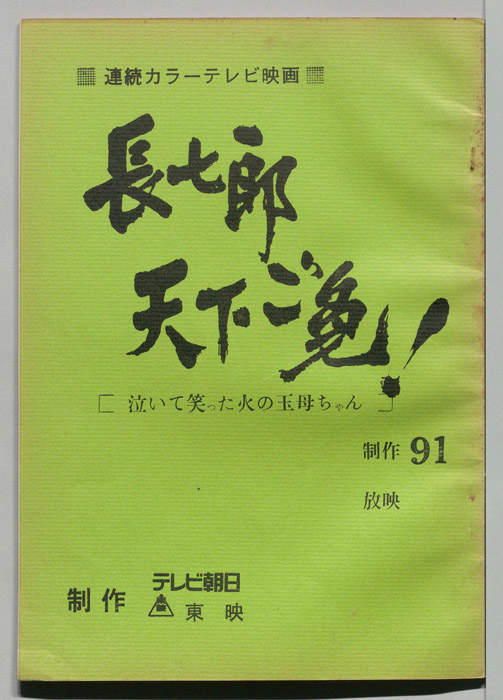 連続カラーテレビ映画
長七郎
天下ご免!
[泣いて笑った火の玉母ちゃん]
制作 91
放映
制作 テレビ朝日
東映